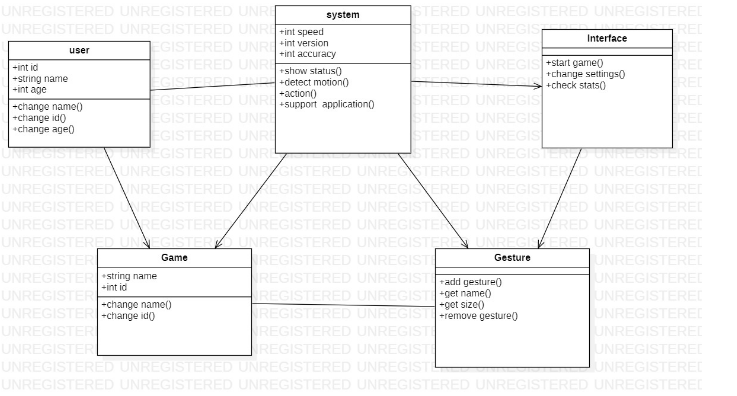 user
+int id
+string name
+int age
+change name()
+change id()
+change age()
system
+int speed
+int version
+int accuracy
+show status()
+detect motion()
+action()
+support application()
Interface
+start game()
+change settings()
+check stats()
Game
+string name
+int id
+change name()
+change id()
Gesture
+add gesture()
+get name()
+get size()
+remove gesture()
UNREGISTERED